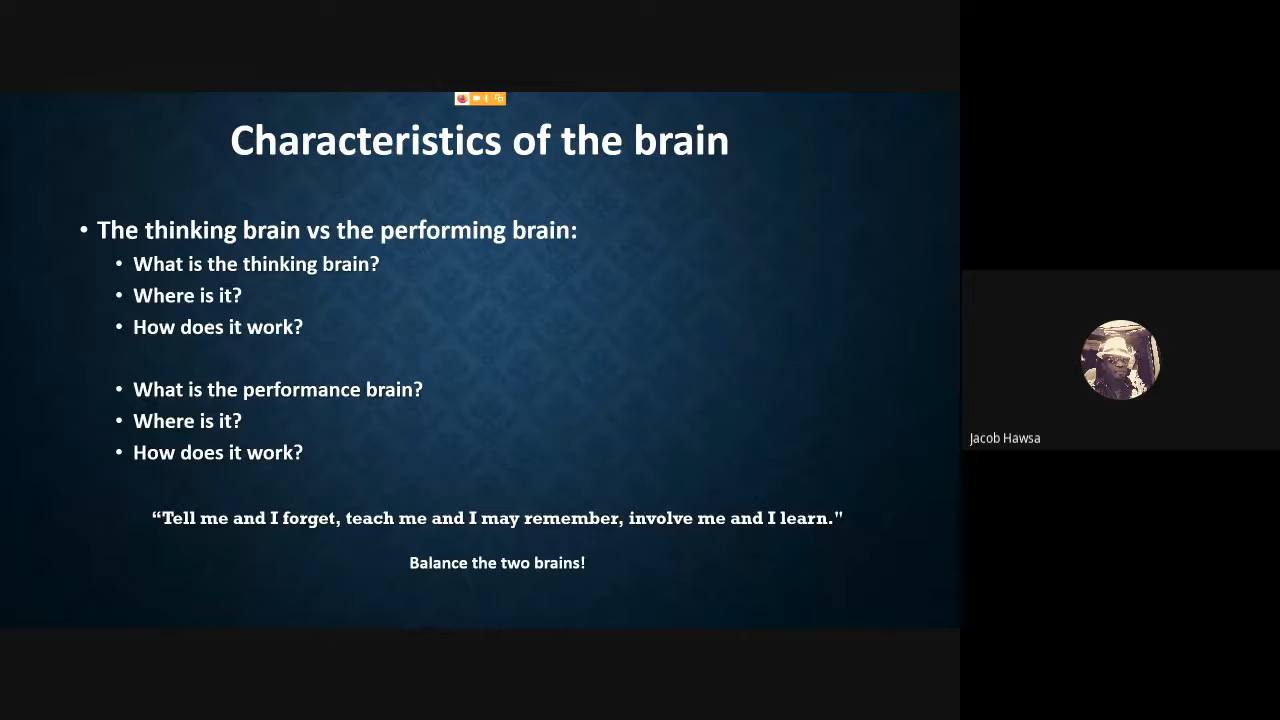 Characteristics of the brain
• The thinking brain vs the performing brain:
• What is the thinking brain?
• Where is it?
• How does it work?
• What is the performance brain?
• Where is it?
• How does it work?
“Tell me and I forget, teach me and I may remember, involve me and I learn."
Balance the two brains!
Jacob Hawsa